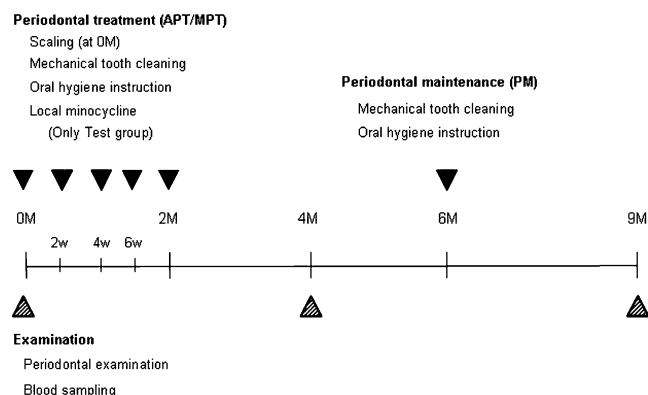 Periodontal treatment (APT/MPT)
Scaling (at 0M)
Mechanical tooth cleaning
Oral hygiene instruction
Local minocycline
(Only Test group)
Periodontal maintenance (PM)
Mechanical tooth cleaning
Oral hygiene instruction
0M 2M 4M 6M 9M
2w 4w 6w
Examination
Periodontal examination
Blood sampling